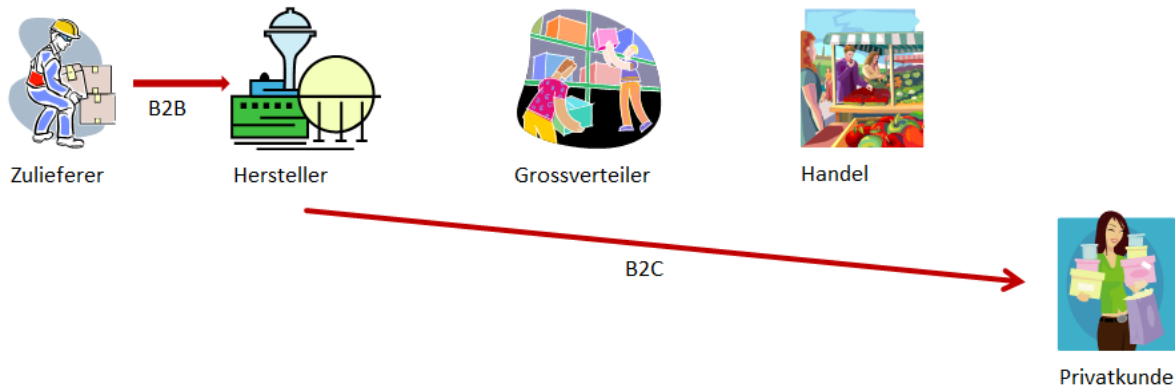 B2B
Zulieferer
Hersteller
Grossverteiler
Handel
B2C
Privatkunde